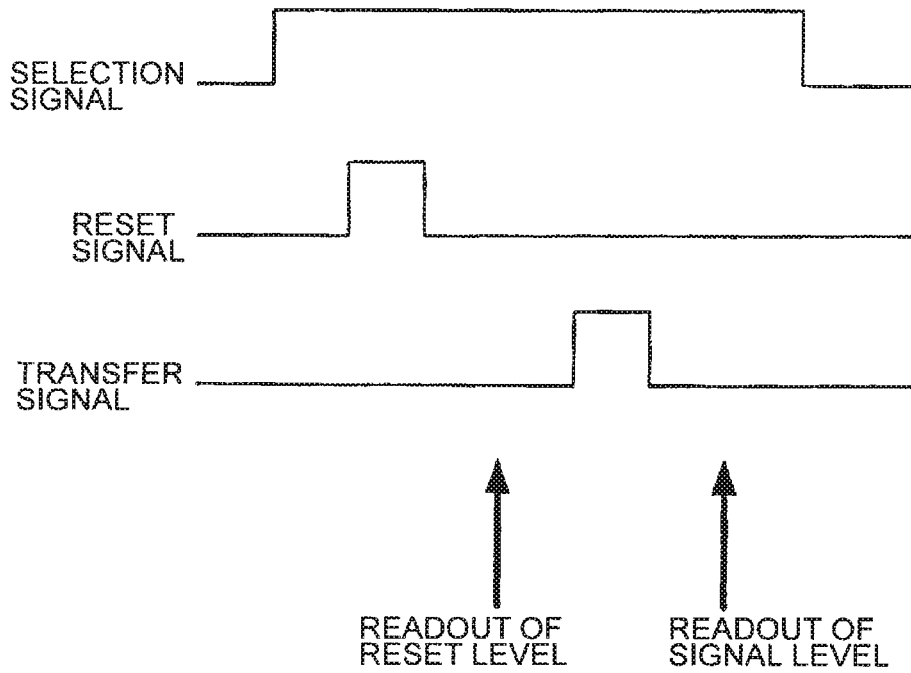 SELECTION
SIGNAL
RESET
SIGNAL
TRANSFER
SIGNAL
READOUT OF
RESET LEVEL
READOUT OF
SIGNAL LEVEL